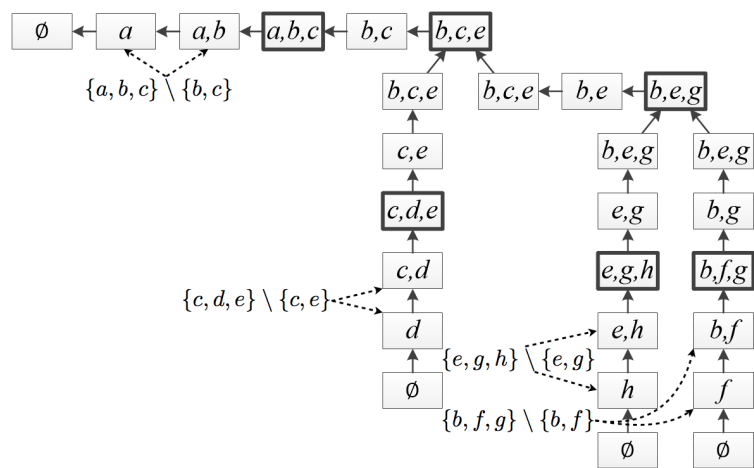 ∅ a a,b a,b,c b,c b,c,e
{a, b, c} \ {b, c}
b,c,e b,c,e b,e b,e,g
c,e b,e,g b,e,g
c,d,e e,g b,g
c,d e,g,h b,f,g
{c, d, e} \ {c, e}
d e,h b,f
{e, g, h} \ {e, g}
∅ h f
{b, f, g} \ {b, f}
∅ ∅